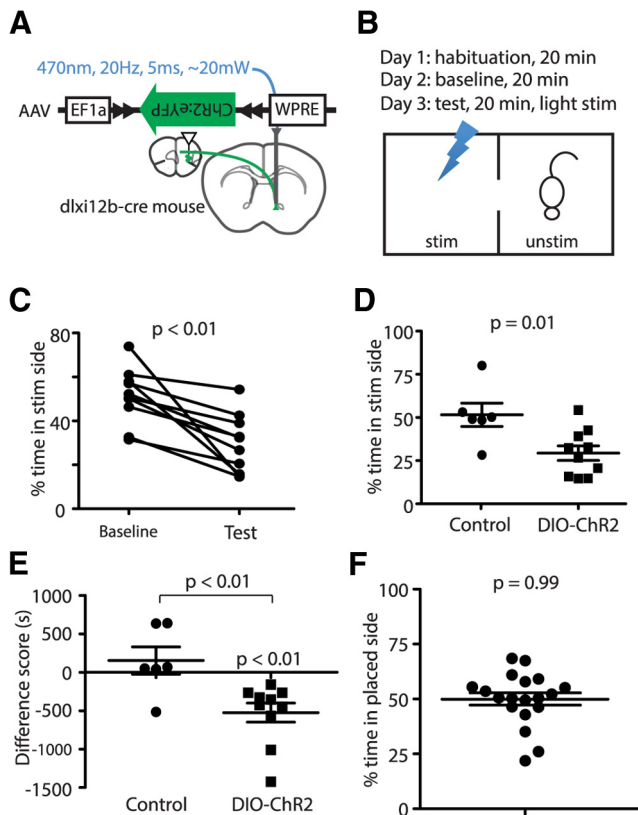 A
470nm, 20Hz, 5ms, ~20mW
AAV
EF1a
ChR2:eYFP
WPRE
dlxi12b-cre mouse
B
Day 1: habituation, 20 min
Day 2: baseline, 20 min
Day 3: test, 20 min, light stim
stim
unstim
C
p < 0.01
% time in stim side
80
40
0
Baseline
Test
D
p = 0.01
% time in stim side
100
75
50
25
0
Control
DIO-ChR2
E
p < 0.01
p < 0.01
Difference score (s)
1000
500
0
-500
-1000
-1500
Control
DIO-ChR2
F
p = 0.99
% time in placed side
100
75
50
25
0